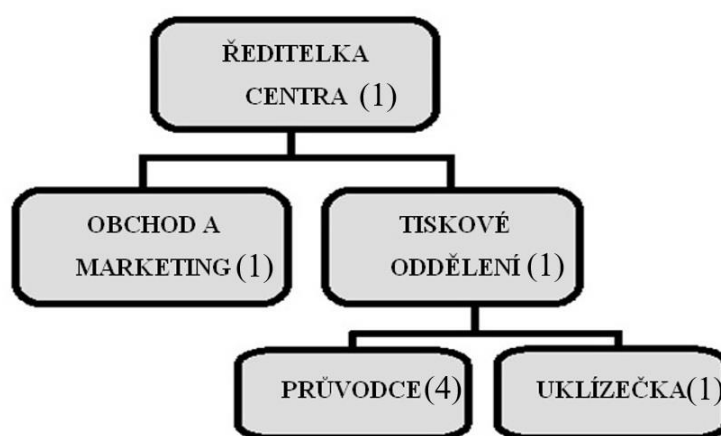 ŘEDITELKA
CENTRA (1)
OBCHOD A
MARKETING (1)
TISKOVÉ
ODDĚLENÍ (1)
PRŮVODCE (4)
UKLÍZEČKA (1)